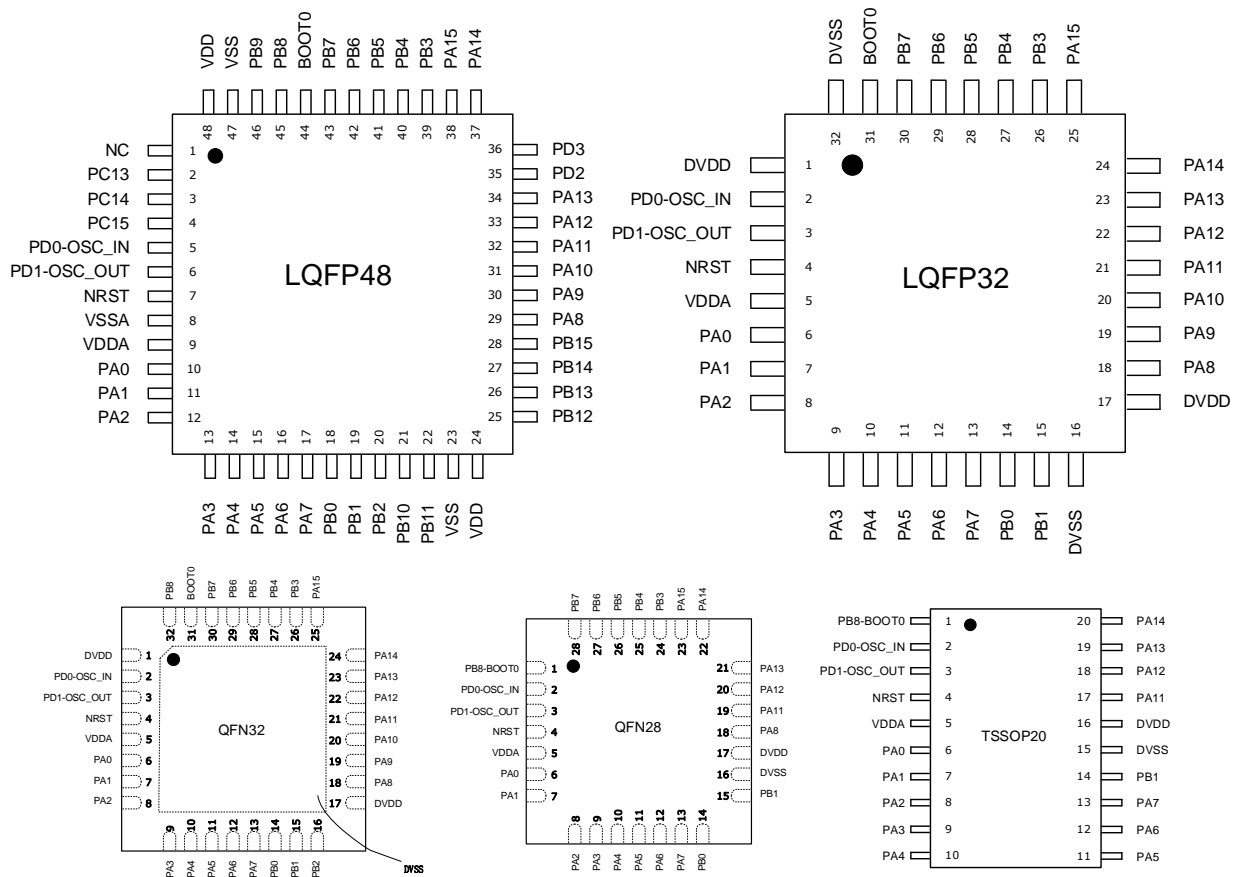 VDD VSS PB9 PB8 BOOT0 PB7 PB6 PB5 PB4 PB3 PA15 PA14
48 47 46 45 44 43 42 41 40 39 38 37
NC 1 36 PD3
PC13 2 35 PD2
PC14 3 34 PA13
PC15 4 33 PA12
PD0-OSC_IN 5 32 PA11
PD1-OSC_OUT 6 31 PA10
NRST 7 30 PA9
VSSA 8 29 PA8
VDDA 9 28 PB15
PA0 10 27 PB14
PA1 11 26 PB13
PA2 12 25 PB12
LQFP48
13 14 15 16 17 18 19 20 21 22 23 24
PA3 PA4 PA5 PA6 PA7 PB0 PB1 PB2 PB10 PB11 VSS VDD
DVSS BOOT0 PB7 PB6 PB5 PB4 PB3 PA15
32 31 30 29 28 27 26 25
DVDD 1 24 PA14
PD0-OSC_IN 2 23 PA13
PD1-OSC_OUT 3 22 PA12
NRST 4 21 PA11
VDDA 5 20 PA10
PA0 6 19 PA9
PA1 7 18 PA8
PA2 8 17 DVDD
LQFP32
9 10 11 12 13 14 15 16
PA3 PA4 PA5 PA6 PA7 PB0 PB1 DVSS
PB8 BOOT0 PB7 PB6 PB5 PB4 PB3 PA15
32 31 30 29 28 27 26 25
DVDD 1 24 PA14
PD0-OSC_IN 2 23 PA13
PD1-OSC_OUT 3 22 PA12
NRST 4 21 PA11
VDDA 5 20 PA10
PA0 6 19 PA9
PA1 7 18 PA8
PA2 8 17 DVDD
QFN32
9 10 11 12 13 14 15 16
PA3 PA4 PA5 PA6 PA7 PB0 PB1 PB2
DVSS
PB7 PB6 PB5 PB4 PB3 PA15 PA14
28 27 26 25 24 23 22
PB8-BOOT0 1 21 PA13
PD0-OSC_IN 2 20 PA12
PD1-OSC_OUT 3 19 PA11
NRST 4 18 PA8
VDDA 5 17 DVDD
PA0 6 16 DVSS
PA1 7 15 PB1
QFN28
8 9 10 11 12 13 14
PA2 PA3 PA4 PA5 PA6 PA7 PB0
PB8-BOOT0 1 20 PA14
PD0-OSC_IN 2 19 PA13
PD1-OSC_OUT 3 18 PA12
NRST 4 17 PA11
VDDA 5 16 DVDD
PA0 6 15 DVSS
PA1 7 14 PB1
PA2 8 13 PA7
PA3 9 12 PA6
PA4 10 11 PA5
TSSOP20